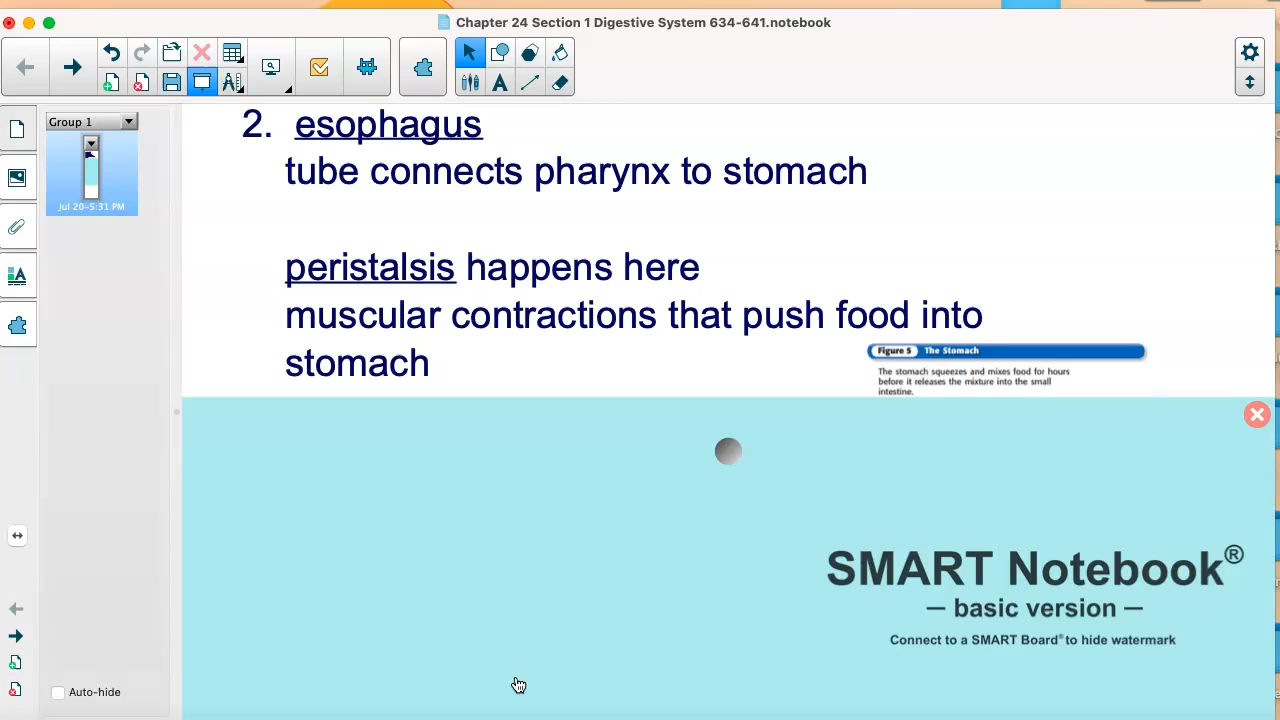 Chapter 24 Section 1 Digestive System 634-641.notebook
Group 1
Jul 20-5:31 PM
2. esophagus
tube connects pharynx to stomach
peristalsis happens here
muscular contractions that push food into
stomach
Figure 5 The Stomach
The stomach squeezes and mixes food for hours
before it releases the mixture into the small
intestine.
SMART Notebook®
— basic version —
Connect to a SMART Board® to hide watermark
Auto-hide